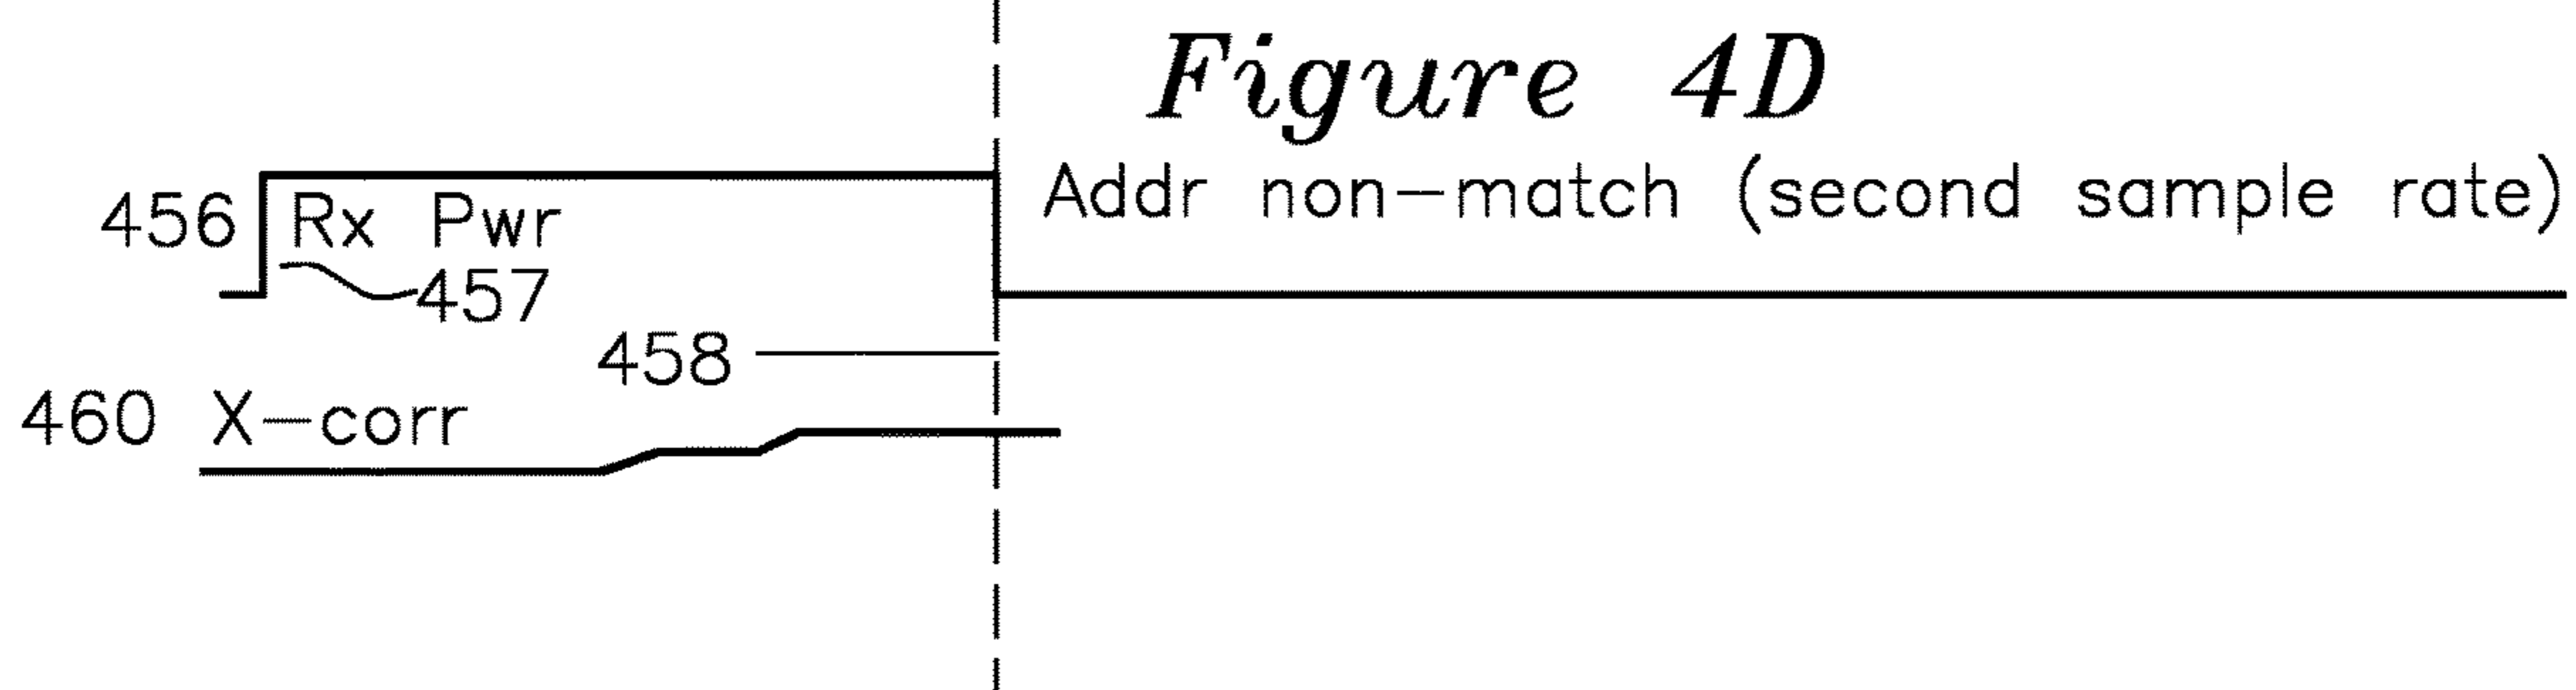 Figure 4D
456 Rx Pwr
Addr non-match (second sample rate)
457
458
460 X-corr